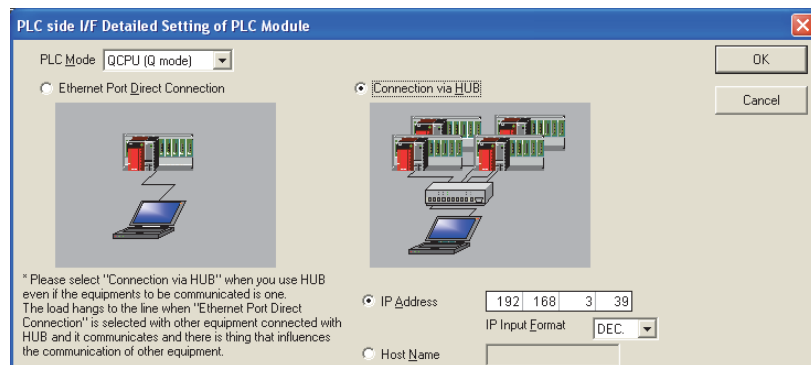 PLC side I/F Detailed Setting of PLC Module
PLC Mode QCPU (Q mode)
OK
Ethernet Port Direct Connection
Connection via HUB
Cancel
* Please select "Connection via HUB" when you use HUB
even if the equipments to be communicated is one.
The load hangs to the line when "Ethernet Port Direct
Connection" is selected with other equipment connected with
HUB and it communicates and there is thing that influences
the communication of other equipment.
IP Address 192 168 3 39
IP Input Format DEC.
Host Name